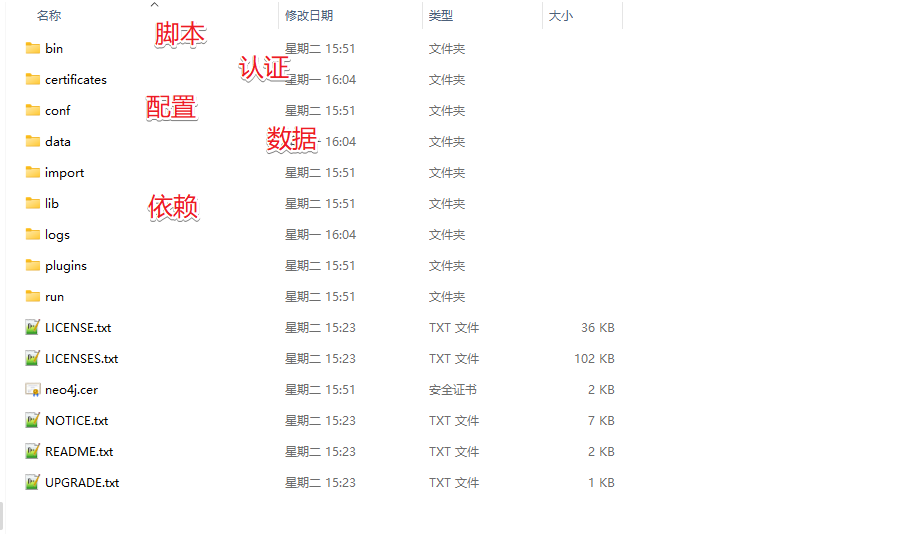 名称 修改日期 类型 大小
脚本
bin 星期二 15:51 文件夹
认证
certificates 星期一 16:04 文件夹
配置
conf 星期二 15:51 文件夹
数据
data 16:04 文件夹
import 星期二 15:51 文件夹
依赖
lib 星期二 15:51 文件夹
logs 星期一 16:04 文件夹
plugins 星期二 15:51 文件夹
run 星期二 15:51 文件夹
LICENSE.txt 星期二 15:23 TXT 文件 36 KB
LICENSES.txt 星期二 15:23 TXT 文件 102 KB
neo4j.cer 星期二 15:51 安全证书 2 KB
NOTICE.txt 星期二 15:23 TXT 文件 7 KB
README.txt 星期二 15:23 TXT 文件 2 KB
UPGRADE.txt 星期二 15:23 TXT 文件 1 KB